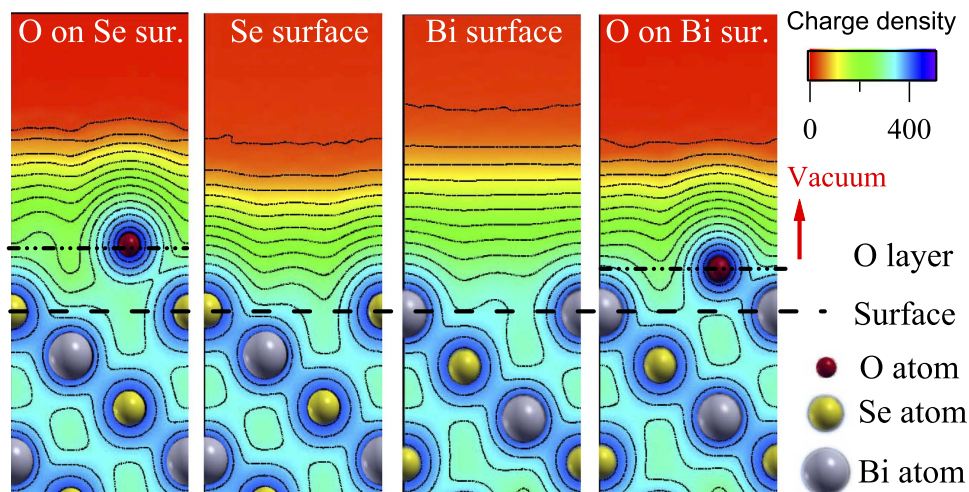 O on Se sur.
Se surface
Bi surface
O on Bi sur.
Charge density
0
400
Vacuum
O layer
Surface
O atom
Se atom
Bi atom